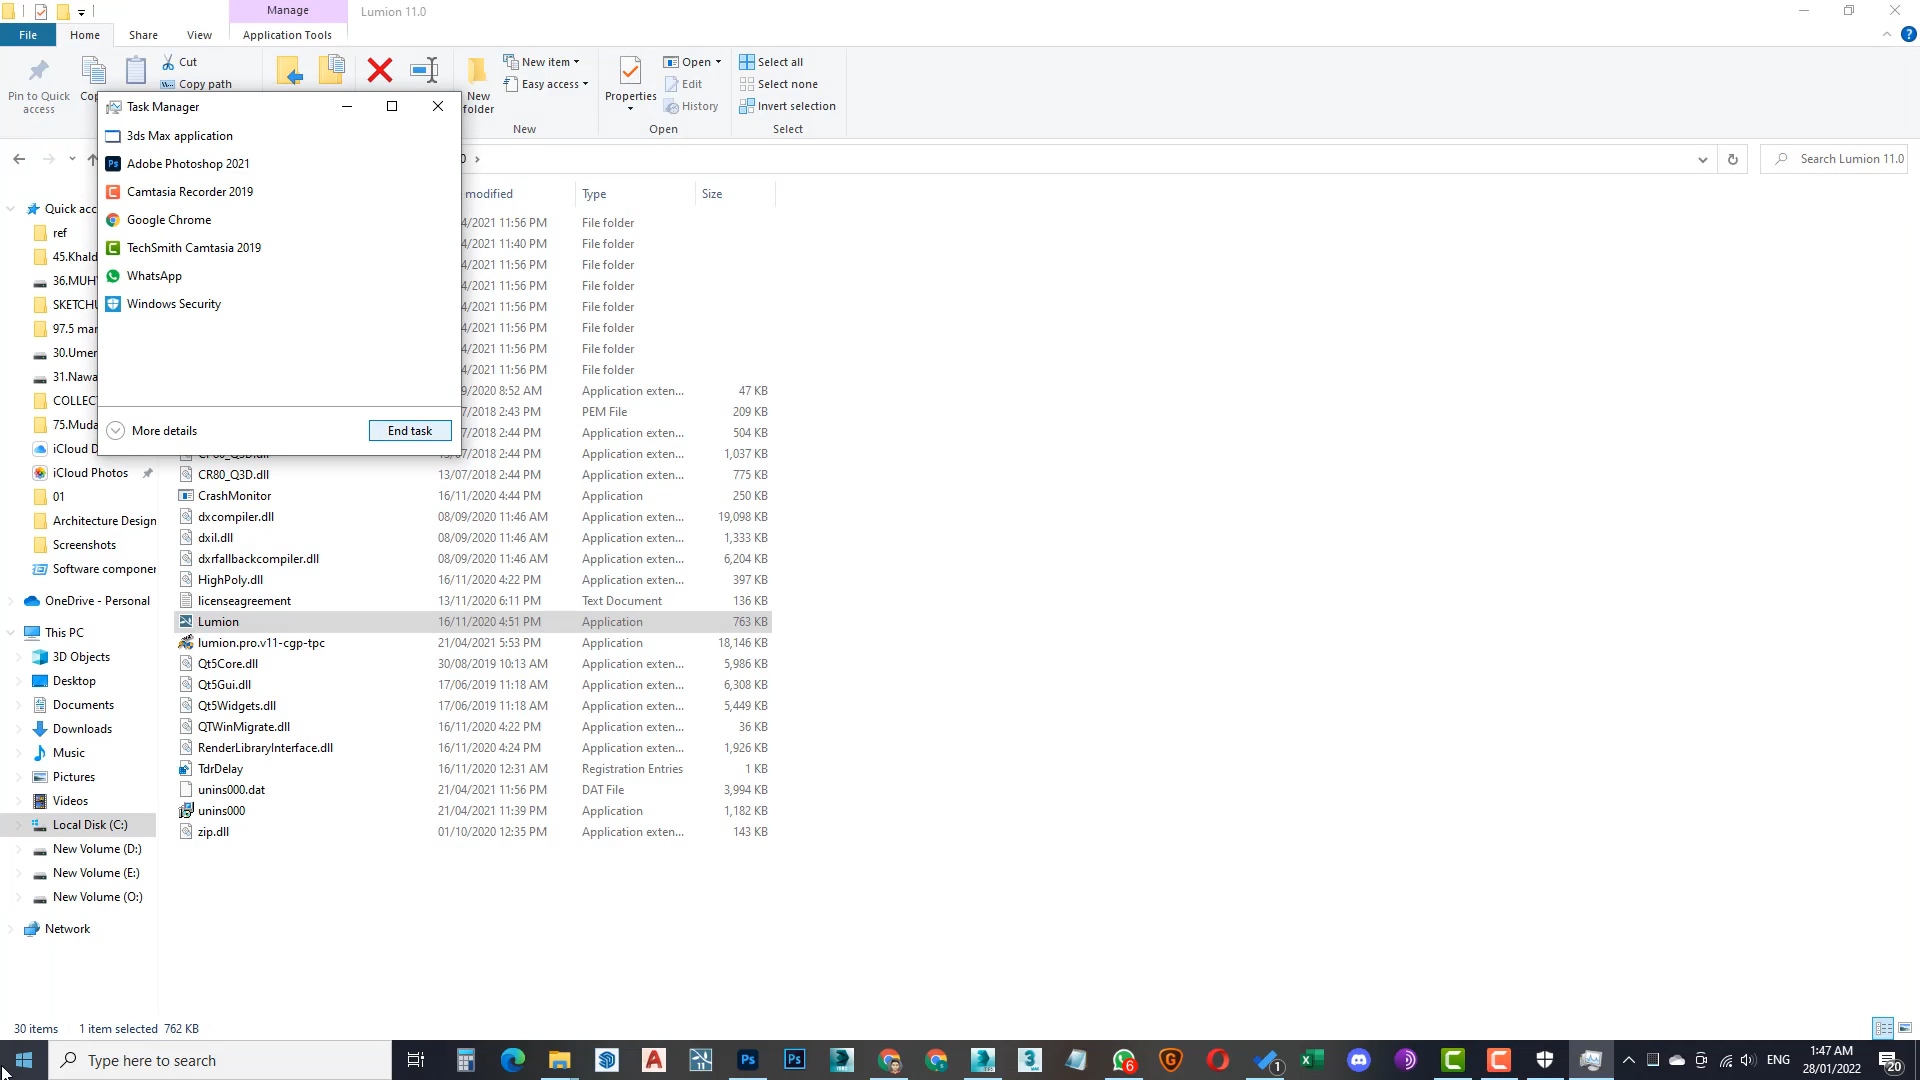 Manage
Lumion 11.0
File
Home
Share
View
Application Tools
Pin to Quick access
Cut
Copy path
New folder
New item
Easy access
New
Properties
Open
Edit
History
Open
Select all
Select none
Invert selection
Select
Search Lumion 11.0
Task Manager
3ds Max application
Adobe Photoshop 2021
Camtasia Recorder 2019
Google Chrome
TechSmith Camtasia 2019
WhatsApp
Windows Security
More details
End task
Quick acc
ref
45.Khald
36.MUH
SKETCHU
97.5 mar
30.Umer
31.Nawa
COLLECT
75.Muda
iCloud D
iCloud Photos
01
Architecture Design
Screenshots
Software componer
OneDrive - Personal
This PC
3D Objects
Desktop
Documents
Downloads
Music
Pictures
Videos
Local Disk (C:)
New Volume (D:)
New Volume (E:)
New Volume (O:)
Network
modified Type Size
4/2021 11:56 PM File folder
4/2021 11:40 PM File folder
4/2021 11:56 PM File folder
4/2021 11:56 PM File folder
4/2021 11:56 PM File folder
4/2021 11:56 PM File folder
4/2021 11:56 PM File folder
4/2021 11:56 PM File folder
9/2020 8:52 AM Application exten... 47 KB
7/2018 2:43 PM PEM File 209 KB
7/2018 2:44 PM Application exten... 504 KB
13/07/2018 2:44 PM Application exten... 1,037 KB
CR80_Q3D.dll 13/07/2018 2:44 PM Application exten... 775 KB
CrashMonitor 16/11/2020 4:44 PM Application 250 KB
dxcompiler.dll 08/09/2020 11:46 AM Application exten... 19,098 KB
dxil.dll 08/09/2020 11:46 AM Application exten... 1,333 KB
dxrfallbackcompiler.dll 08/09/2020 11:46 AM Application exten... 6,204 KB
HighPoly.dll 16/11/2020 4:22 PM Application exten... 397 KB
licenseagreement 13/11/2020 6:11 PM Text Document 136 KB
Lumion 16/11/2020 4:51 PM Application 763 KB
lumion.pro.v11-cgp-tpc 21/04/2021 5:53 PM Application 18,146 KB
Qt5Core.dll 30/08/2019 10:13 AM Application exten... 5,986 KB
Qt5Gui.dll 17/06/2019 11:18 AM Application exten... 6,308 KB
Qt5Widgets.dll 17/06/2019 11:18 AM Application exten... 5,449 KB
QTWinMigrate.dll 16/11/2020 4:22 PM Application exten... 36 KB
RenderLibraryInterface.dll 16/11/2020 4:24 PM Application exten... 1,926 KB
TdrDelay 16/11/2020 12:31 AM Registration Entries 1 KB
unins000.dat 21/04/2021 11:56 PM DAT File 3,994 KB
unins000 21/04/2021 11:39 PM Application 1,182 KB
zip.dll 01/10/2020 12:35 PM Application exten... 143 KB
30 items 1 item selected 762 KB
Type here to search
ENG
1:47 AM
28/01/2022
20